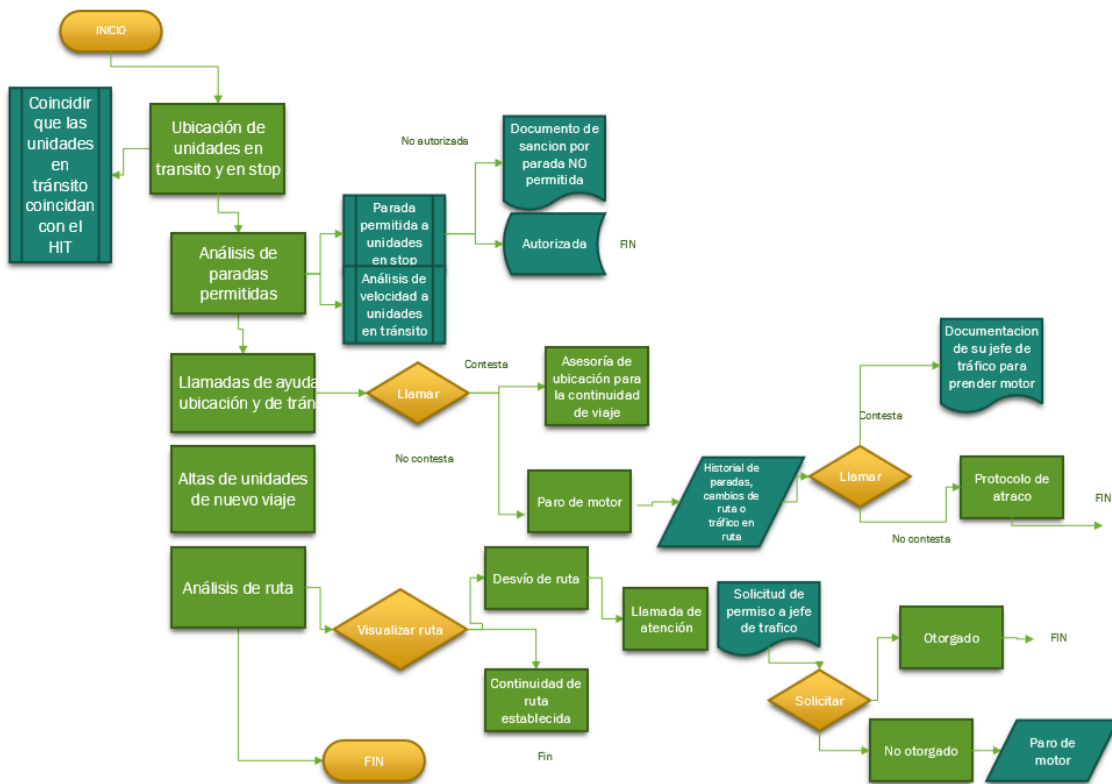 INICIO
Coincidir
que las
unidades
en
tránsito
coincidan
con el
HIT
Ubicación de
unidades en
transito y en stop
No autorizada
Documento de
sancion por
parada NO
permitida
Parada
permitida a
unidades
en stop
Autorizada
FIN
Análisis de
paradas
permitidas
Análisis de
velocidad a
unidades
en tránsito
Llamadas de ayuda
ubicación y de trán
Llamar
Contesta
No contesta
Asesoría de
ubicación para
la continuidad
de viaje
Documentacion
de su jefe de
tráfico para
prender motor
Contesta
Altas de unidades
de nuevo viaje
Paro de motor
Historial de
paradas,
cambios de
ruta o
tráfico en
ruta
Llamar
No contesta
Protocolo de
atraco
FIN
Análisis de ruta
Visualizar ruta
Desvío de ruta
Llamada de
atención
Solicitud de
permiso a jefe
de trafico
Otorgado
FIN
Continuidad de
ruta
establecida
Solicitar
Fin
No otorgado
Paro de
motor
FIN